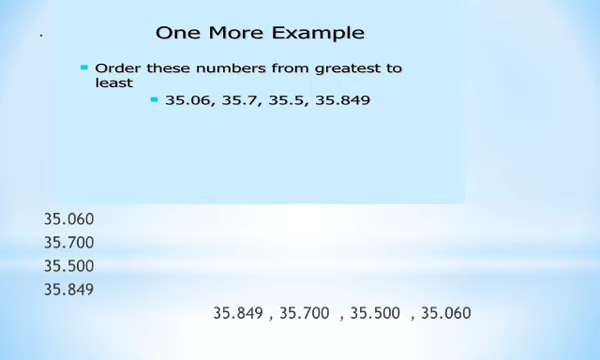 One More Example
Order these numbers from greatest to
least
35.06, 35.7, 35.5, 35.849
35.060
35.700
35.500
35.849
35.849 , 35.700 , 35.500 , 35.060